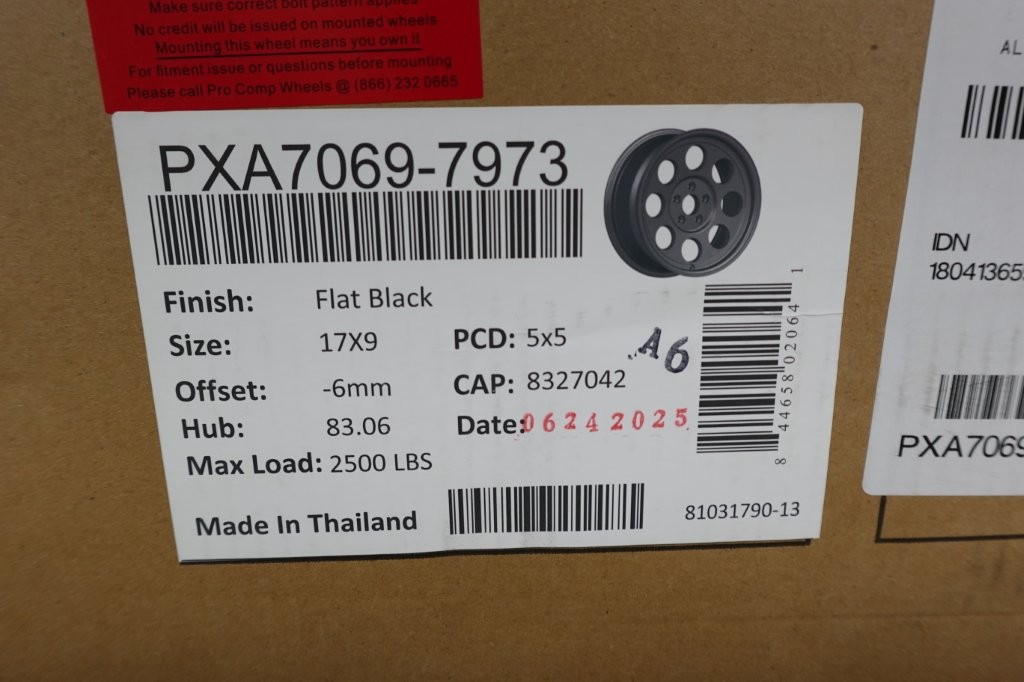 Make sure correct bolt pattern applies
No credit will be issued on mounted wheels
Mounting this wheel means you own it
For fitment issue or questions before mounting
Please call Pro Comp Wheels @ (866) 232 0665
PXA7069-7973
Finish: Flat Black
Size: 17X9 PCD: 5x5
A6
Offset: -6mm CAP: 8327042
Hub: 83.06 Date: 06242025
Max Load: 2500 LBS
Made In Thailand
81031790-13
8 44658 02064 1
AL
IDN
18041365
PXA7069